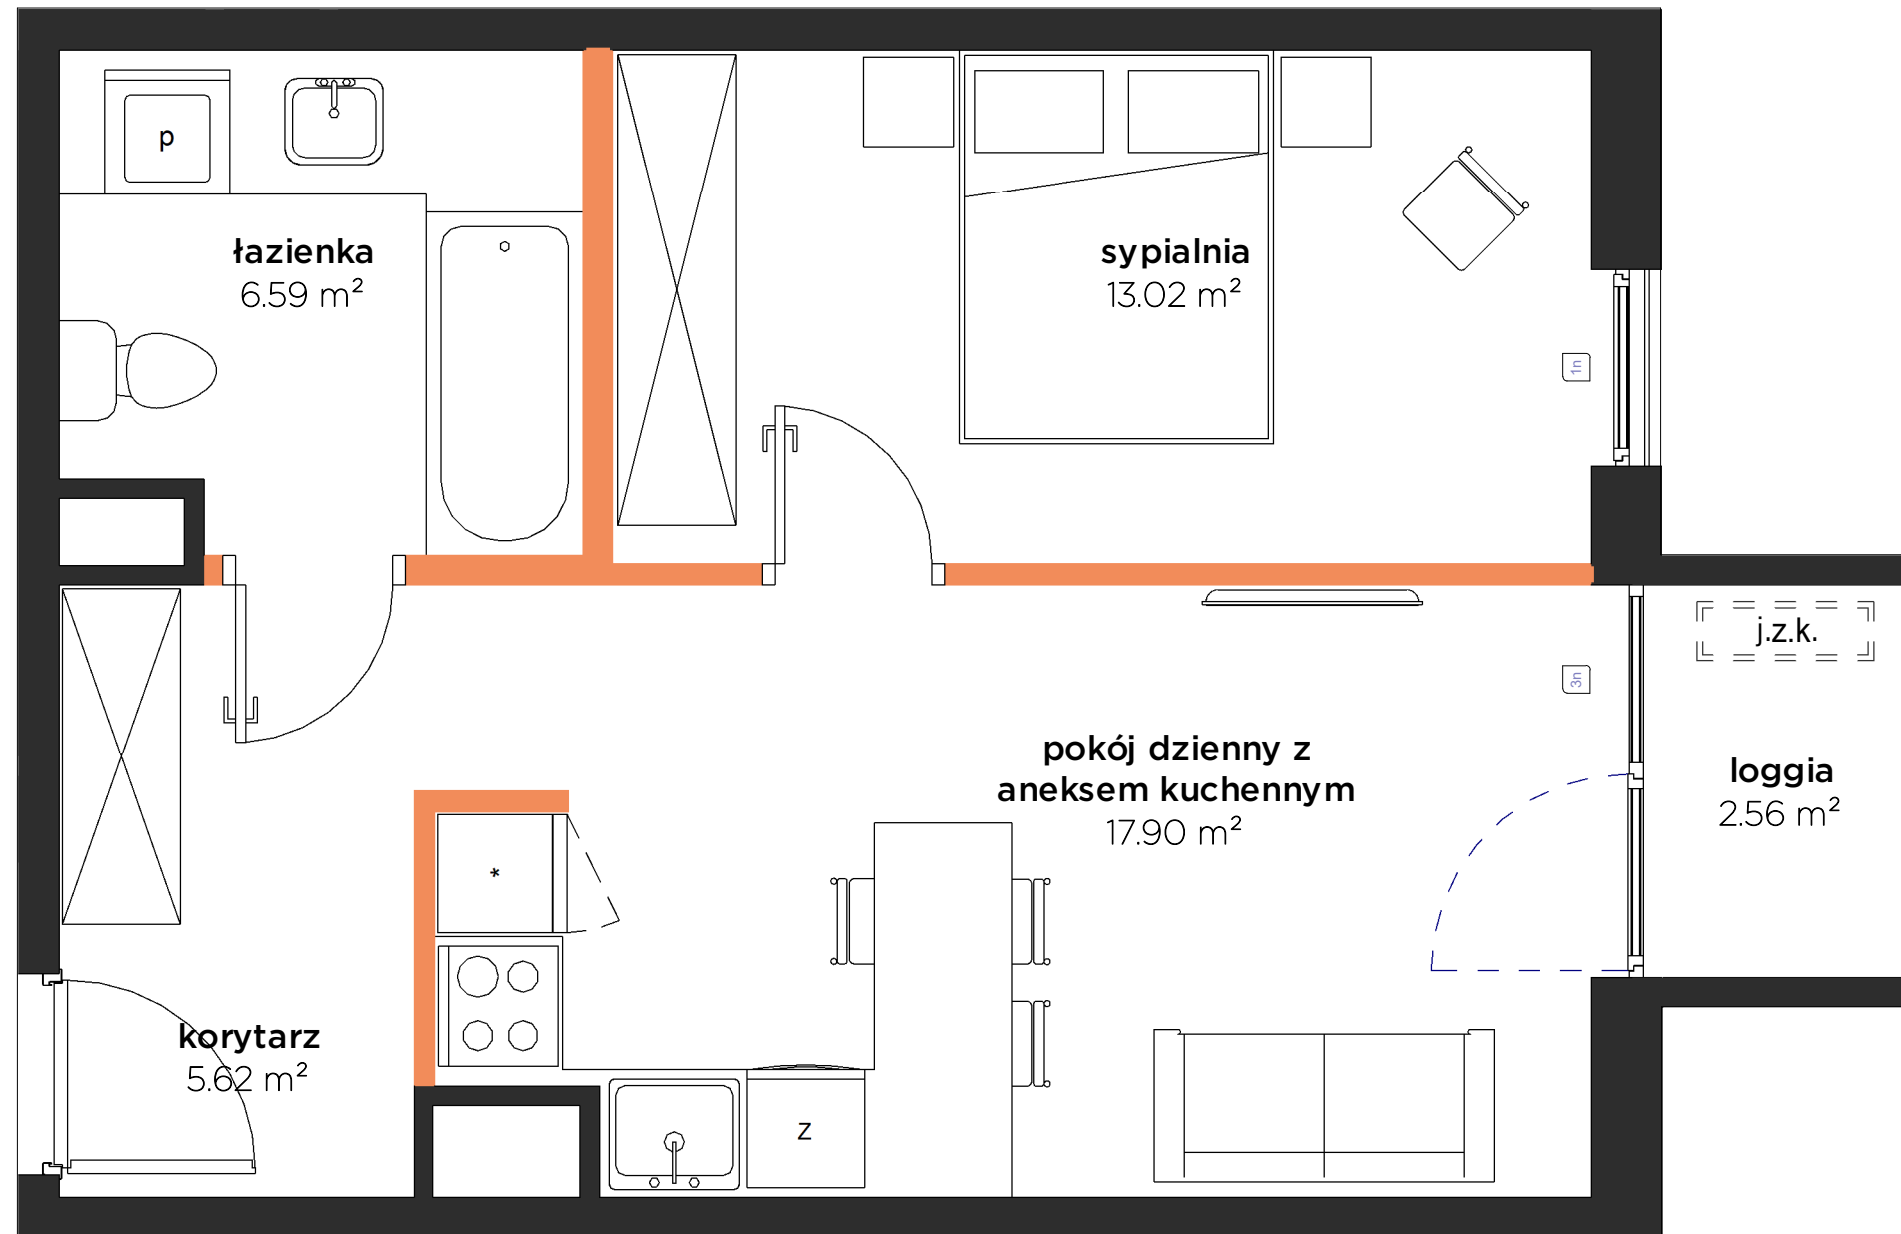 p
łazienka
6.59 m²
sypialnia
13.02 m²
1n
j.z.k.
3n
pokój dzienny z
aneksem kuchennym
17.90 m²
loggia
2.56 m²
*
korytarz
5.62 m²
z